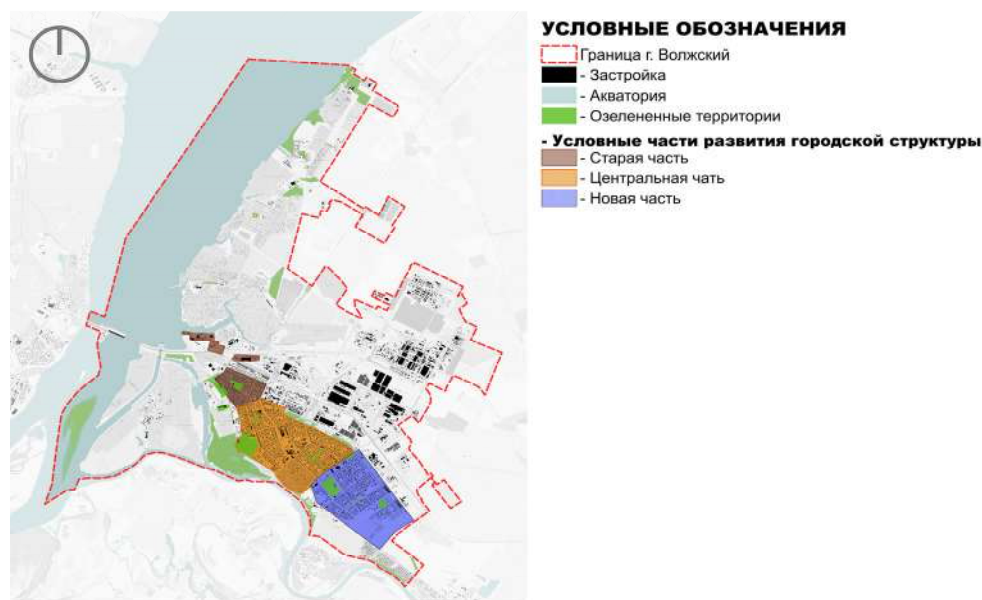 УСЛОВНЫЕ ОБОЗНАЧЕНИЯ
Граница г. Волжский
- Застройка
- Акватория
- Озелененные территории
- Условные части развития городской структуры
- Старая часть
- Центральная чать
- Новая часть